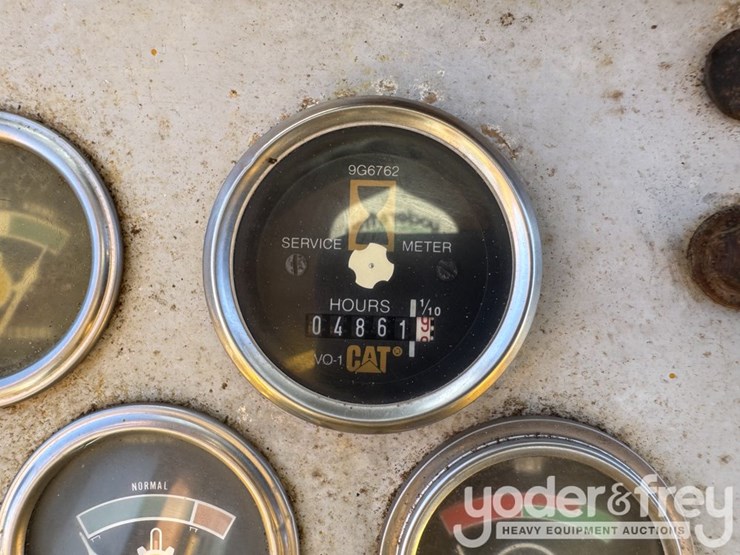 9G6762
SERVICE METER
HOURS 1/10
048619
VO-1 CAT®
NORMAL
yoder&frey
HEAVY EQUIPMENT AUCTIONS